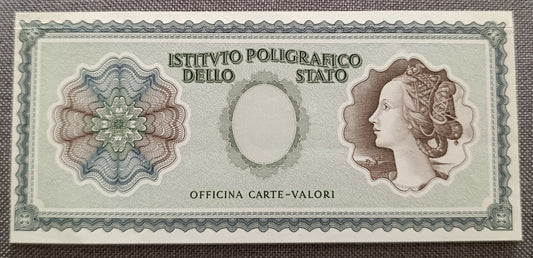 ISTITVTO POLIGRAFICO
DELLO STATO
OFFICINA CARTE-VALORI